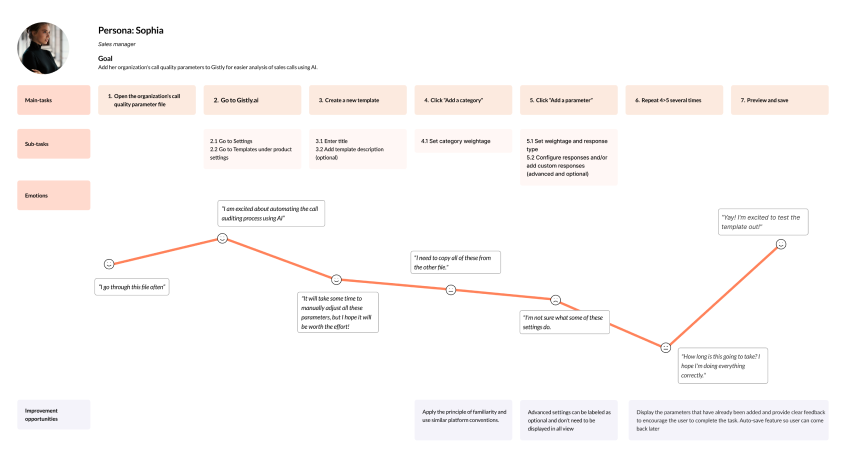 Persona: Sophia
Sales manager
Goal
Add her organization's call quality parameters to Gistly for easier analysis of sales calls using AI.
Main-tasks
1. Open the organization's call
quality parameter file
2. Go to Gistly.ai
3. Create a new template
4. Click "Add a category"
5. Click "Add a parameter"
6. Repeat 4>5 several times
7. Preview and save
Sub-tasks
2.1 Go to Settings
2.2 Go to Templates under product
settings
3.1 Enter title
3.2 Add template description
(optional)
4.1 Set category weightage
5.1 Set weightage and response
type
5.2 Configure responses and/or
add custom responses
(advanced and optional)
Emotions
"I go through this file often"
"I am excited about automating the call
auditing process using AI"
"It will take some time to
manually adjust all these
parameters, but I hope it will
be worth the effort!
"I need to copy all of these from
the other file."
"I'm not sure what some of these
settings do.
"How long is this going to take? I
hope I'm doing everything
correctly."
"Yay! I'm excited to test the
template out!"
Improvement
opportunities
Apply the principle of familiarity and
use similar platform conventions.
Advanced settings can be labeled as
optional and don't need to be
displayed in all view
Display the parameters that have already been added and provide clear feedback
to encourage the user to complete the task. Auto-save feature so user can come
back later